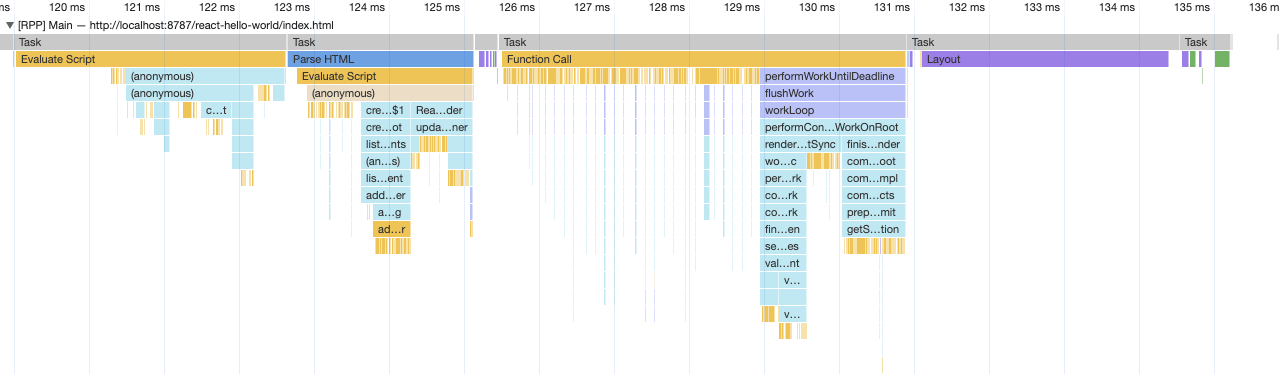 ms 120 ms 121 ms 122 ms 123 ms 124 ms 125 ms 126 ms 127 ms 128 ms 129 ms 130 ms 131 ms 132 ms 133 ms 134 ms 135 ms 136 m
[RPP] Main — http://localhost:8787/react-hello-world/index.html
Task Task Task Task Task
Evaluate Script Parse HTML Function Call Layout
(anonymous) Evaluate Script performWorkUntilDeadline
(anonymous) (anonymous) flushWork
c…t cre…$1 Rea…der workLoop
cre…ot upda…ner performCon…WorkOnRoot
list…nts render…tSync finis…nder
(an…s) wo…c com…oot
lis…ent per…rk com…mpl
add…er co…rk com…cts
a…g co…rk prep…mit
ad…r fin…en getS…tion
se…es
val…nt
v…
v…